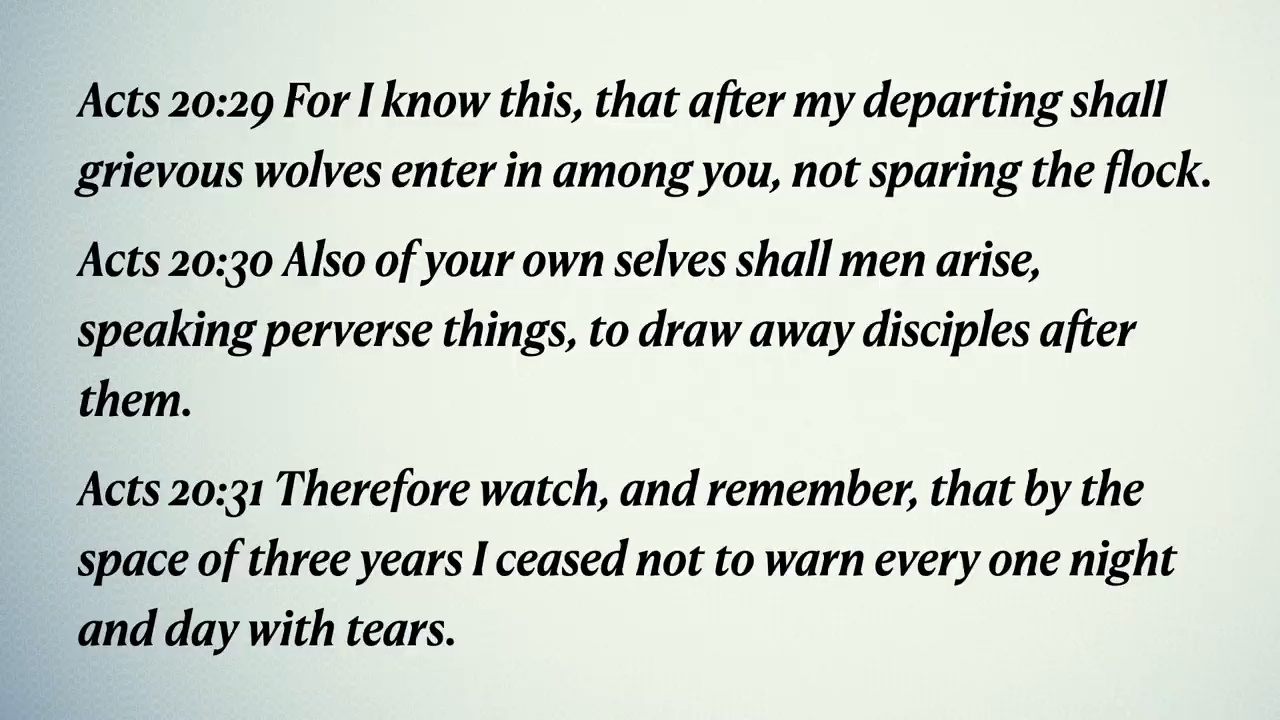 Acts 20:29 For I know this, that after my departing shall
grievous wolves enter in among you, not sparing the flock.
Acts 20:30 Also of your own selves shall men arise,
speaking perverse things, to draw away disciples after
them.
Acts 20:31 Therefore watch, and remember, that by the
space of three years I ceased not to warn every one night
and day with tears.